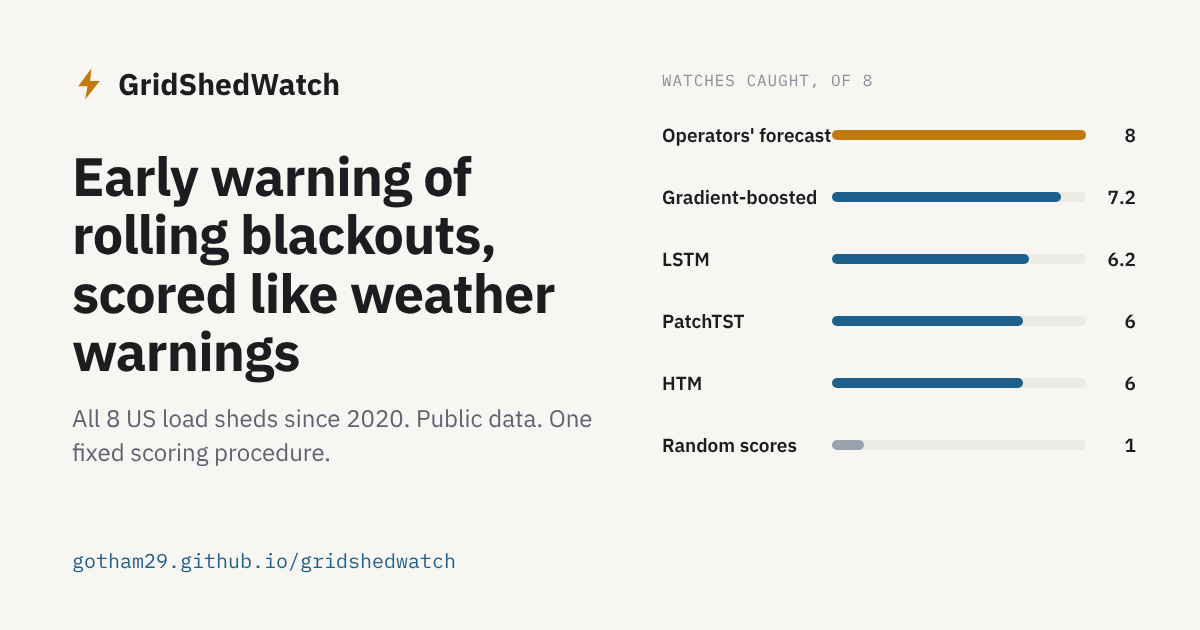 GridShedWatch
Early warning of
rolling blackouts,
scored like weather
warnings
All 8 US load sheds since 2020. Public data. One
fixed scoring procedure.
gotham29.github.io/gridshedwatch
WATCHES CAUGHT, OF 8
Operators' forecast 8
Gradient-boosted 7.2
LSTM 6.2
PatchTST 6
HTM 6
Random scores 1